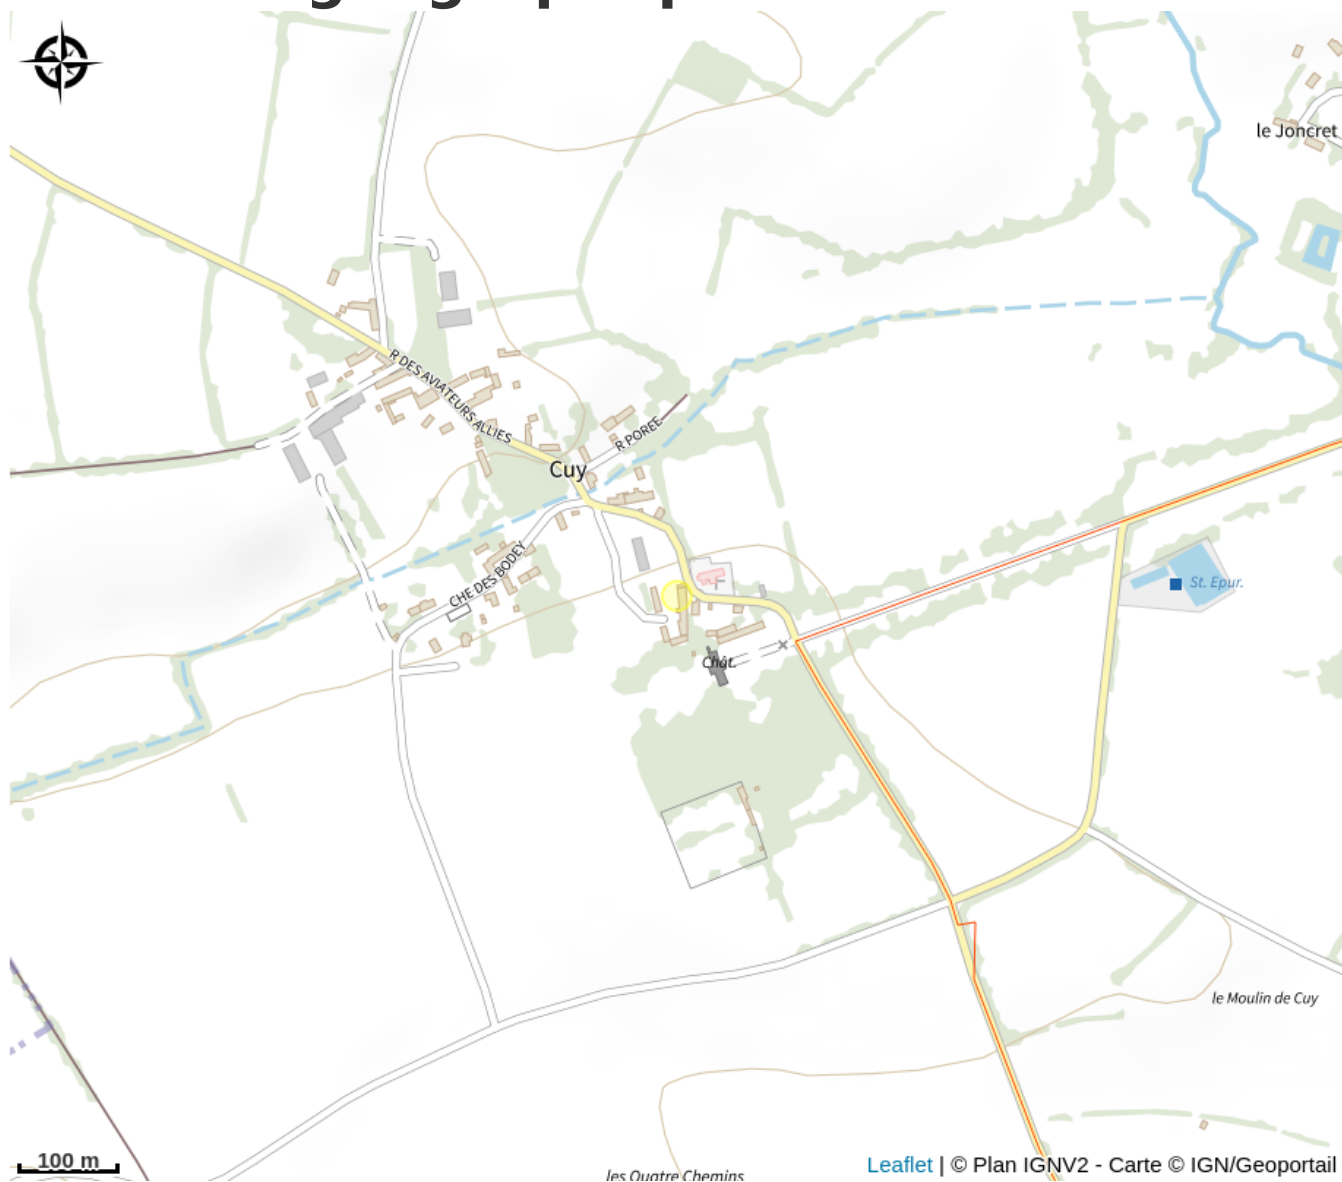 le Joncret
R DES AVIATEURS ALLIES
R POREE
Cuy
CHE DES BODEY
St. Epur.
Chât.
le Moulin de Cuy
100 m
Leaflet | © Plan IGNV2 - Carte © IGN/Geoportail
les Quatre Chemins